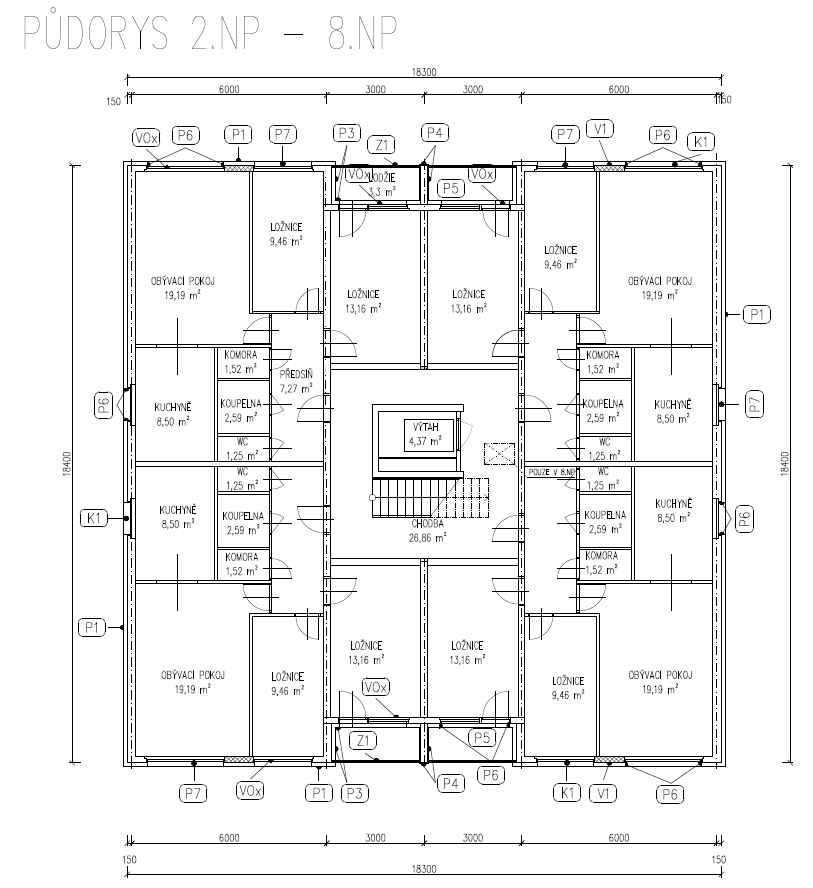 PŮDORYS 2.NP – 8.NP
18300
6000
3000
3000
6000
150
150
VOx
P6
P1
P7
P3
Z1
P4
P7
V1
P6
K1
VOx
LODŽIE
3,3 m²
P5
VOx
LOŽNICE
9,46 m²
LOŽNICE
9,46 m²
OBÝVACÍ POKOJ
19,19 m²
LOŽNICE
13,16 m²
LOŽNICE
13,16 m²
OBÝVACÍ POKOJ
19,19 m²
P1
KOMORA
1,52 m²
PŘEDSÍŇ
7,27 m²
KOMORA
1,52 m²
P6
KUCHYNĚ
8,50 m²
KOUPELNA
2,59 m²
KOUPELNA
2,59 m²
KUCHYNĚ
8,50 m²
P7
VÝTAH
4,37 m²
WC
1,25 m²
WC
1,25 m²
18400
18400
WC
1,25 m²
POUZE V 8.NP
WC
1,25 m²
K1
KUCHYNĚ
8,50 m²
KOUPELNA
2,59 m²
CHODBA
26,86 m²
KOUPELNA
2,59 m²
KUCHYNĚ
8,50 m²
P6
KOMORA
1,52 m²
KOMORA
1,52 m²
P1
OBÝVACÍ POKOJ
19,19 m²
LOŽNICE
9,46 m²
LOŽNICE
13,16 m²
LOŽNICE
13,16 m²
LOŽNICE
9,46 m²
OBÝVACÍ POKOJ
19,19 m²
VOx
Z1
P5
P6
P7
VOx
P1
P3
P4
K1
V1
P6
6000
3000
3000
6000
150
150
18300